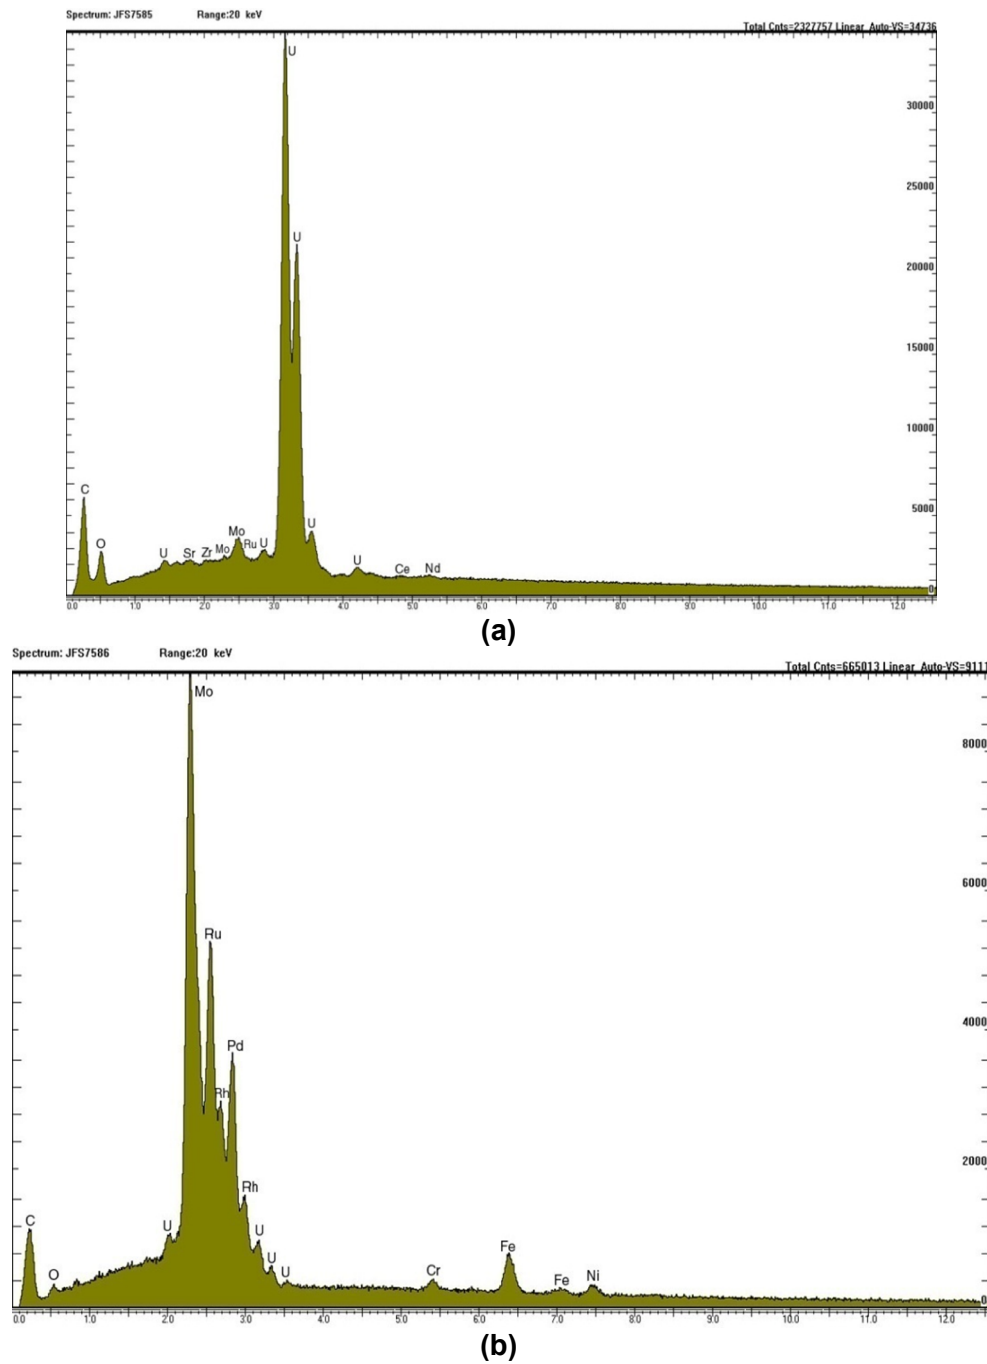 Spectrum: JFS7585 Range:20 keV
Total Cnts=2327757 Linear Auto-VS=34736
U
30000
25000
U
20000
15000
10000
C
5000
U
Mo
O
U Sr Zr Mo Ru U
U
Ce Nd
0
0.0 1.0 2.0 3.0 4.0 5.0 6.0 7.0 8.0 9.0 10.0 11.0 12.0
(a)
Spectrum: JFS7586 Range:20 keV
Total Cnts=665013 Linear Auto-VS=9111
Mo
8000
6000
Ru
4000
Pd
Rh
2000
Rh
C
U U
Fe
U
O
U
Cr
Fe Ni
0
0.0 1.0 2.0 3.0 4.0 5.0 6.0 7.0 8.0 9.0 10.0 11.0 12.0
(b)